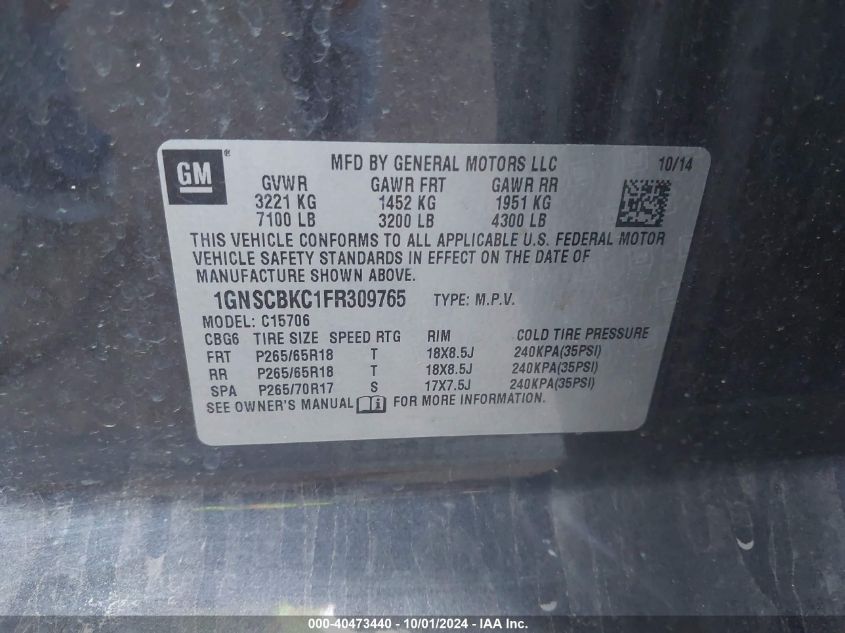 GM® MFD BY GENERAL MOTORS LLC 10/14
GVWR GAWR FRT GAWR RR
3221 KG 1452 KG 1951 KG
7100 LB 3200 LB 4300 LB
THIS VEHICLE CONFORMS TO ALL APPLICABLE U.S. FEDERAL MOTOR
VEHICLE SAFETY STANDARDS IN EFFECT ON THE DATE OF
MANUFACTURE SHOWN ABOVE.
1GNSCBKC1FR309765 TYPE: M.P.V.
MODEL: C15706
CBG6 TIRE SIZE SPEED RTG RIM COLD TIRE PRESSURE
FRT P265/65R18 T 18X8.5J 240KPA(35PSI)
RR P265/65R18 T 18X8.5J 240KPA(35PSI)
SPA P265/70R17 S 17X7.5J 240KPA(35PSI)
SEE OWNER'S MANUAL FOR MORE INFORMATION.
000-40473440 - 10/01/2024 - IAA Inc.